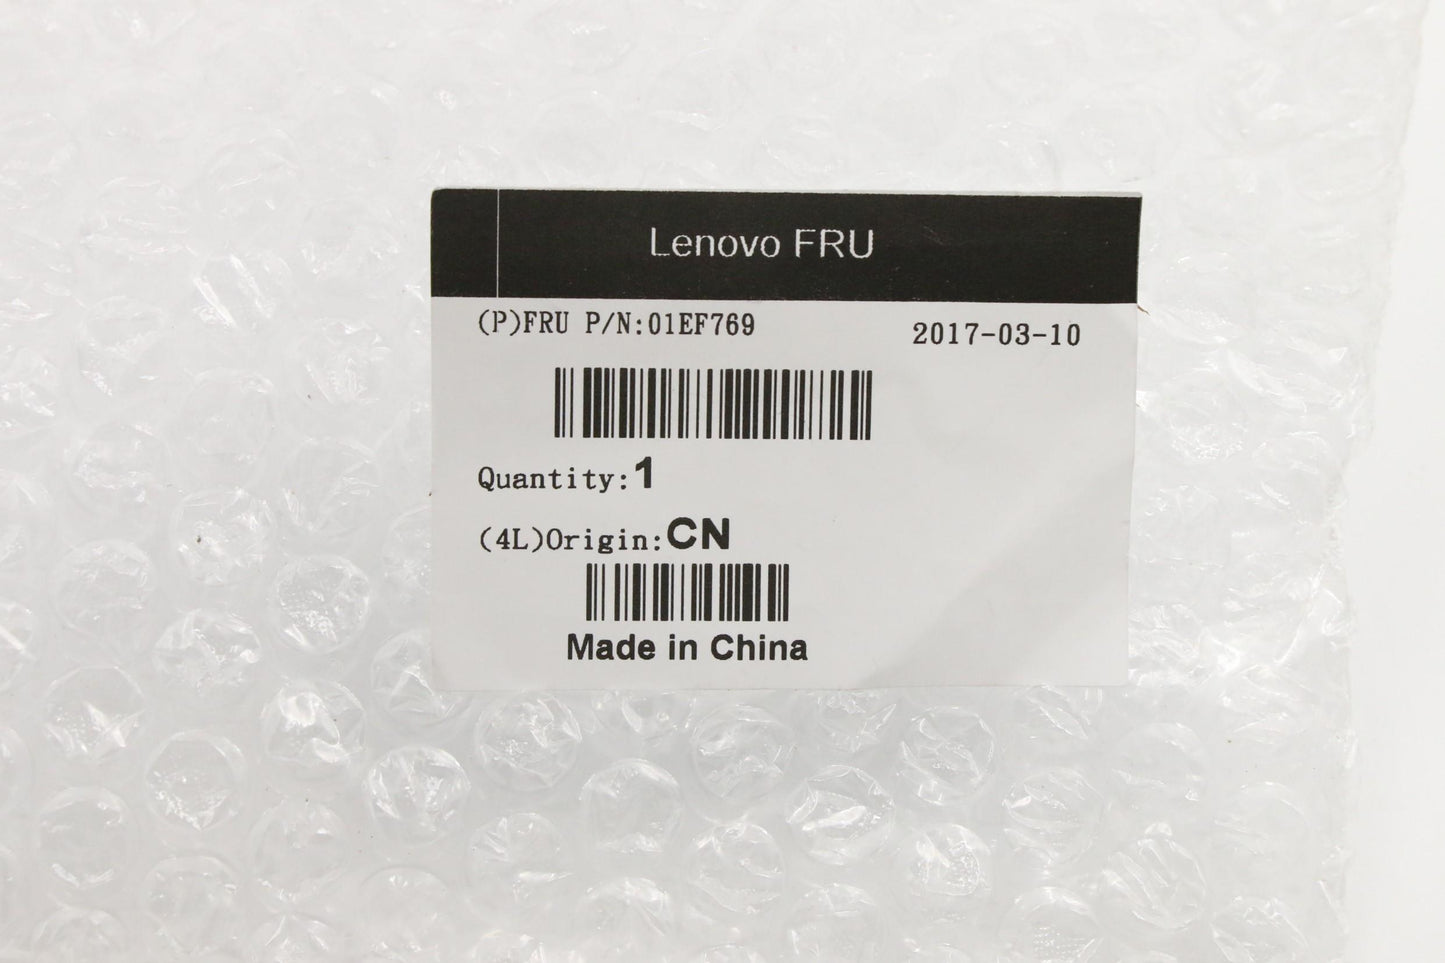 Lenovo FRU
(P)FRU P/N:01EF769
2017-03-10
Quantity:1
(4L)Origin:CN
Made in China